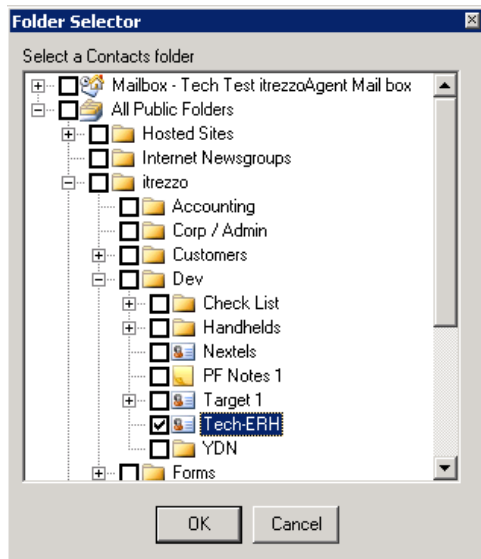 Folder Selector
Select a Contacts folder
Mailbox - Tech Test itrezzoAgent Mail box
All Public Folders
Hosted Sites
Internet Newsgroups
itrezzo
Accounting
Corp / Admin
Customers
Dev
Check List
Handhelds
Nextels
PF Notes 1
Target 1
Tech-ERH
YDN
Forms
OK Cancel